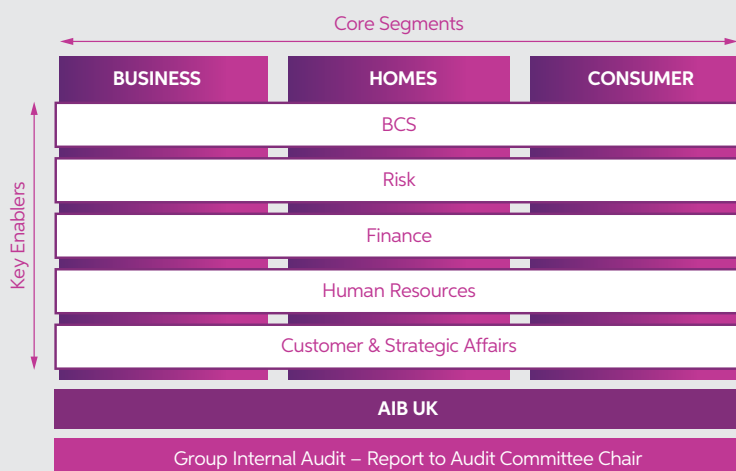 Core Segments
BUSINESS
HOMES
CONSUMER
Key Enablers
BCS
Risk
Finance
Human Resources
Customer & Strategic Affairs
AIB UK
Group Internal Audit – Report to Audit Committee Chair